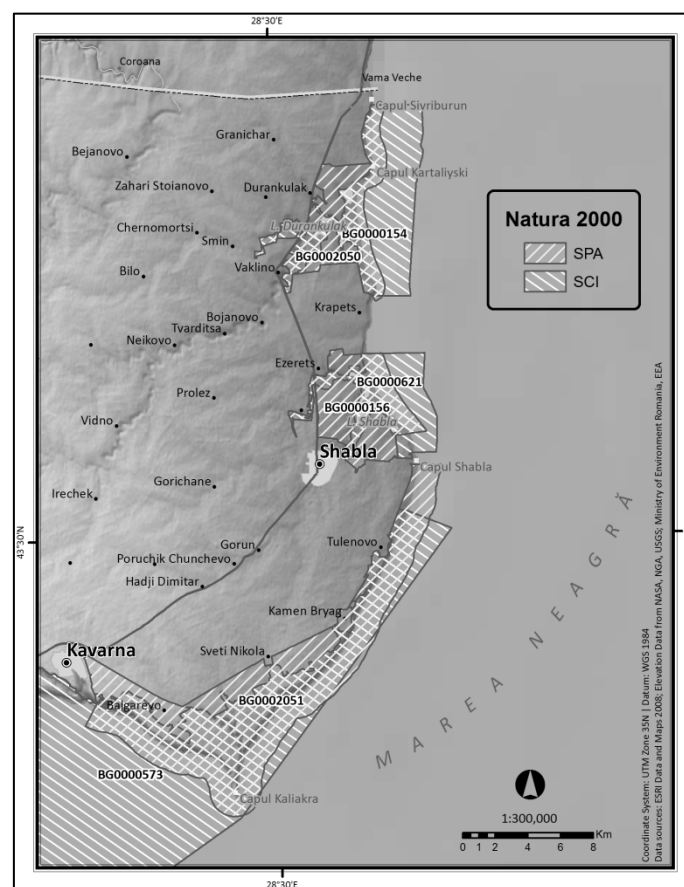 28°30'E
Coroana
Vama Veche
Capul Sivriburun
Granichar
Bejanovo
Capul Kartaliyski
Zahari Stoianovo
Durankulak
Natura 2000
SPA
SCI
L. Durankulak
Chernomortsi
BG0000154
Smin
BG0002050
Vaklino
Bilo
Krapets
Bojanovo
Tvarditsa
Neikovo
Ezerets
BG0000621
Prolez
BG0000156
L. Shabla
Vidno
Shabla
Capul Shabla
Gorichane
Irechek
43°30'N
Gorun
Tulenovo
Poruchik Chunchevo
Hadji Dimitar
Kamen Bryag
Sveti Nikola
Kavarna
BG0002051
Balgarevo
MAREA NEAGRĂ
BG0000573
Capul Kaliakra
1:300,000
Km
0 1 2 4 6 8
28°30'E
Coordinate System: UTM Zone 35N | Datum: WGS 1984
Data sources: ESRI Data and Maps 2008; Elevation Data from NASA, NGA, USGS; Ministry of Environment Romania, EEA